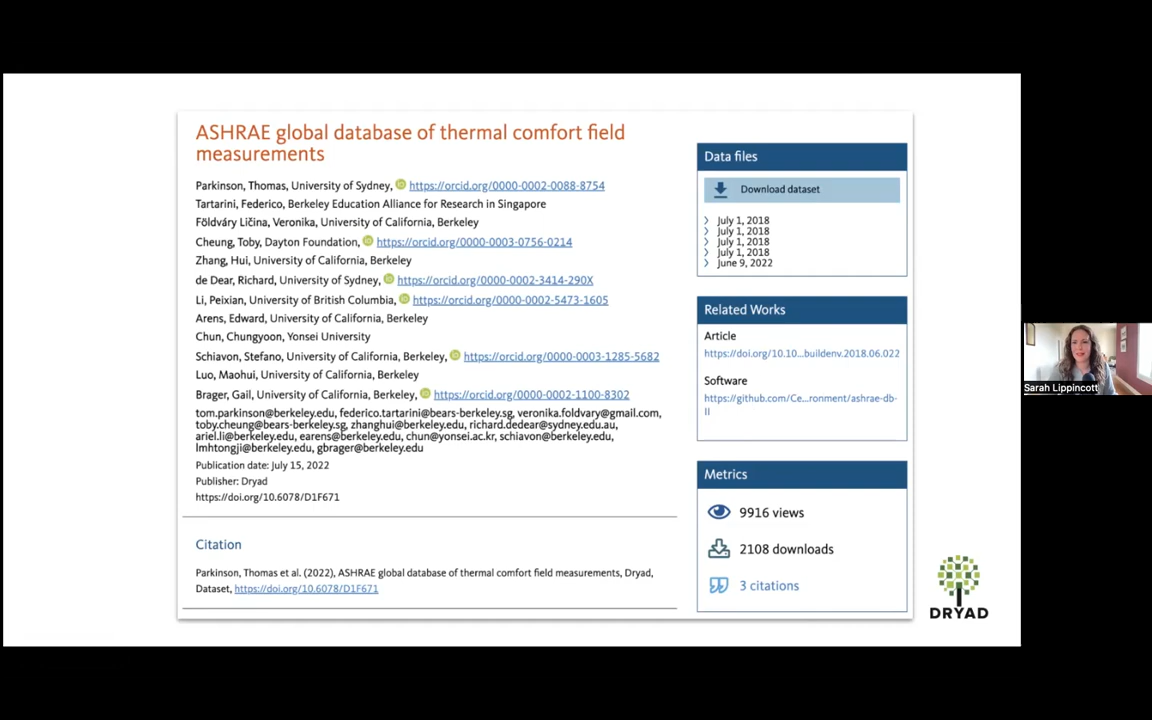 ASHRAE global database of thermal comfort field
measurements
Parkinson, Thomas, University of Sydney, https://orcid.org/0000-0002-0088-8754
Tartarini, Federico, Berkeley Education Alliance for Research in Singapore
Földváry Ličina, Veronika, University of California, Berkeley
Cheung, Toby, Dayton Foundation, https://orcid.org/0000-0003-0756-0214
Zhang, Hui, University of California, Berkeley
de Dear, Richard, University of Sydney, https://orcid.org/0000-0002-3414-290X
Li, Peixian, University of British Columbia, https://orcid.org/0000-0002-5473-1605
Arens, Edward, University of California, Berkeley
Chun, Chungyoon, Yonsei University
Schiavon, Stefano, University of California, Berkeley, https://orcid.org/0000-0003-1285-5682
Luo, Maohui, University of California, Berkeley
Brager, Gail, University of California, Berkeley, https://orcid.org/0000-0002-1100-8302
tom.parkinson@berkeley.edu, federico.tartarini@bears-berkeley.sg, veronika.foldvary@gmail.com,
toby.cheung@bears-berkeley.sg, zhanghui@berkeley.edu, richard.dedear@sydney.edu.au,
ariel.li@berkeley.edu, earens@berkeley.edu, chun@yonsei.ac.kr, schiavon@berkeley.edu,
lmhtongji@berkeley.edu, gbrager@berkeley.edu
Publication date: July 15, 2022
Publisher: Dryad
https://doi.org/10.6078/D1F671
Citation
Parkinson, Thomas et al. (2022), ASHRAE global database of thermal comfort field measurements, Dryad,
Dataset, https://doi.org/10.6078/D1F671
Data files
Download dataset
July 1, 2018
July 1, 2018
July 1, 2018
July 1, 2018
June 9, 2022
Related Works
Article
https://doi.org/10.10...buildenv.2018.06.022
Software
https://github.com/Ce...ronment/ashrae-db-
II
Metrics
9916 views
2108 downloads
3 citations
DRYAD
Sarah Lippincott